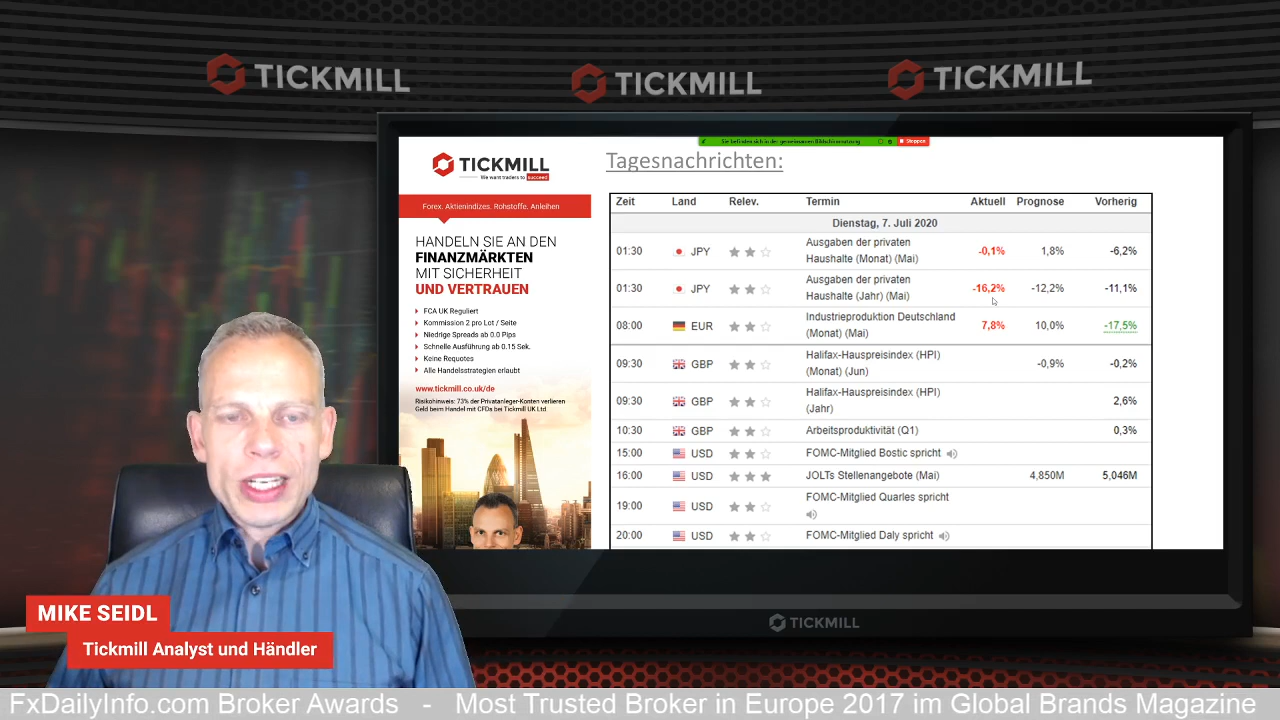 TICKMILL
TICKMILL
TICKMILL
Sie befinden sich in der gemeinsamen Bildschirmnutzung
Stoppen
TICKMILL
We want traders to succeed
Forex. Aktienindizes. Rohstoffe. Anleihen
HANDELN SIE AN DEN
FINANZMÄRKTEN
MIT SICHERHEIT
UND VERTRAUEN
FCA UK Reguliert
Kommission 2 pro Lot / Seite
Niedrige Spreads ab 0.0 Pips
Schnelle Ausführung ab 0.15 Sek.
Keine Requotes
Alle Handelsstrategien erlaubt
www.tickmill.co.uk/de
Risikohinweis: 73% der Privatanleger-Konten verlieren
Geld beim Handel mit CFDs bei Tickmill UK Ltd
Tagesnachrichten:
Zeit Land Relev. Termin Aktuell Prognose Vorherig
Dienstag, 7. Juli 2020
01:30 JPY Ausgaben der privaten Haushalte (Monat) (Mai) -0,1% 1,8% -6,2%
01:30 JPY Ausgaben der privaten Haushalte (Jahr) (Mai) -16,2% -12,2% -11,1%
08:00 EUR Industrieproduktion Deutschland (Monat) (Mai) 7,8% 10,0% -17,5%
09:30 GBP Halifax-Hauspreisindex (HPI) (Monat) (Jun) -0,9% -0,2%
09:30 GBP Halifax-Hauspreisindex (HPI) (Jahr) 2,6%
10:30 GBP Arbeitsproduktivität (Q1) 0,3%
15:00 USD FOMC-Mitglied Bostic spricht
16:00 USD JOLTs Stellenangebote (Mai) 4,850M 5,046M
19:00 USD FOMC-Mitglied Quarles spricht
20:00 USD FOMC-Mitglied Daly spricht
TICKMILL
MIKE SEIDL
Tickmill Analyst und Händler
FxDailyInfo.com Broker Awards - Most Trusted Broker in Europe 2017 im Global Brands Magazine